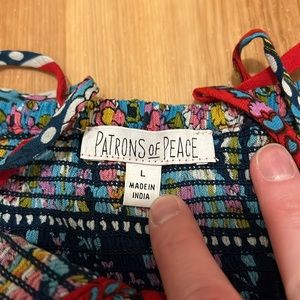 PATRONS OF PEACE
L
MADE IN
INDIA